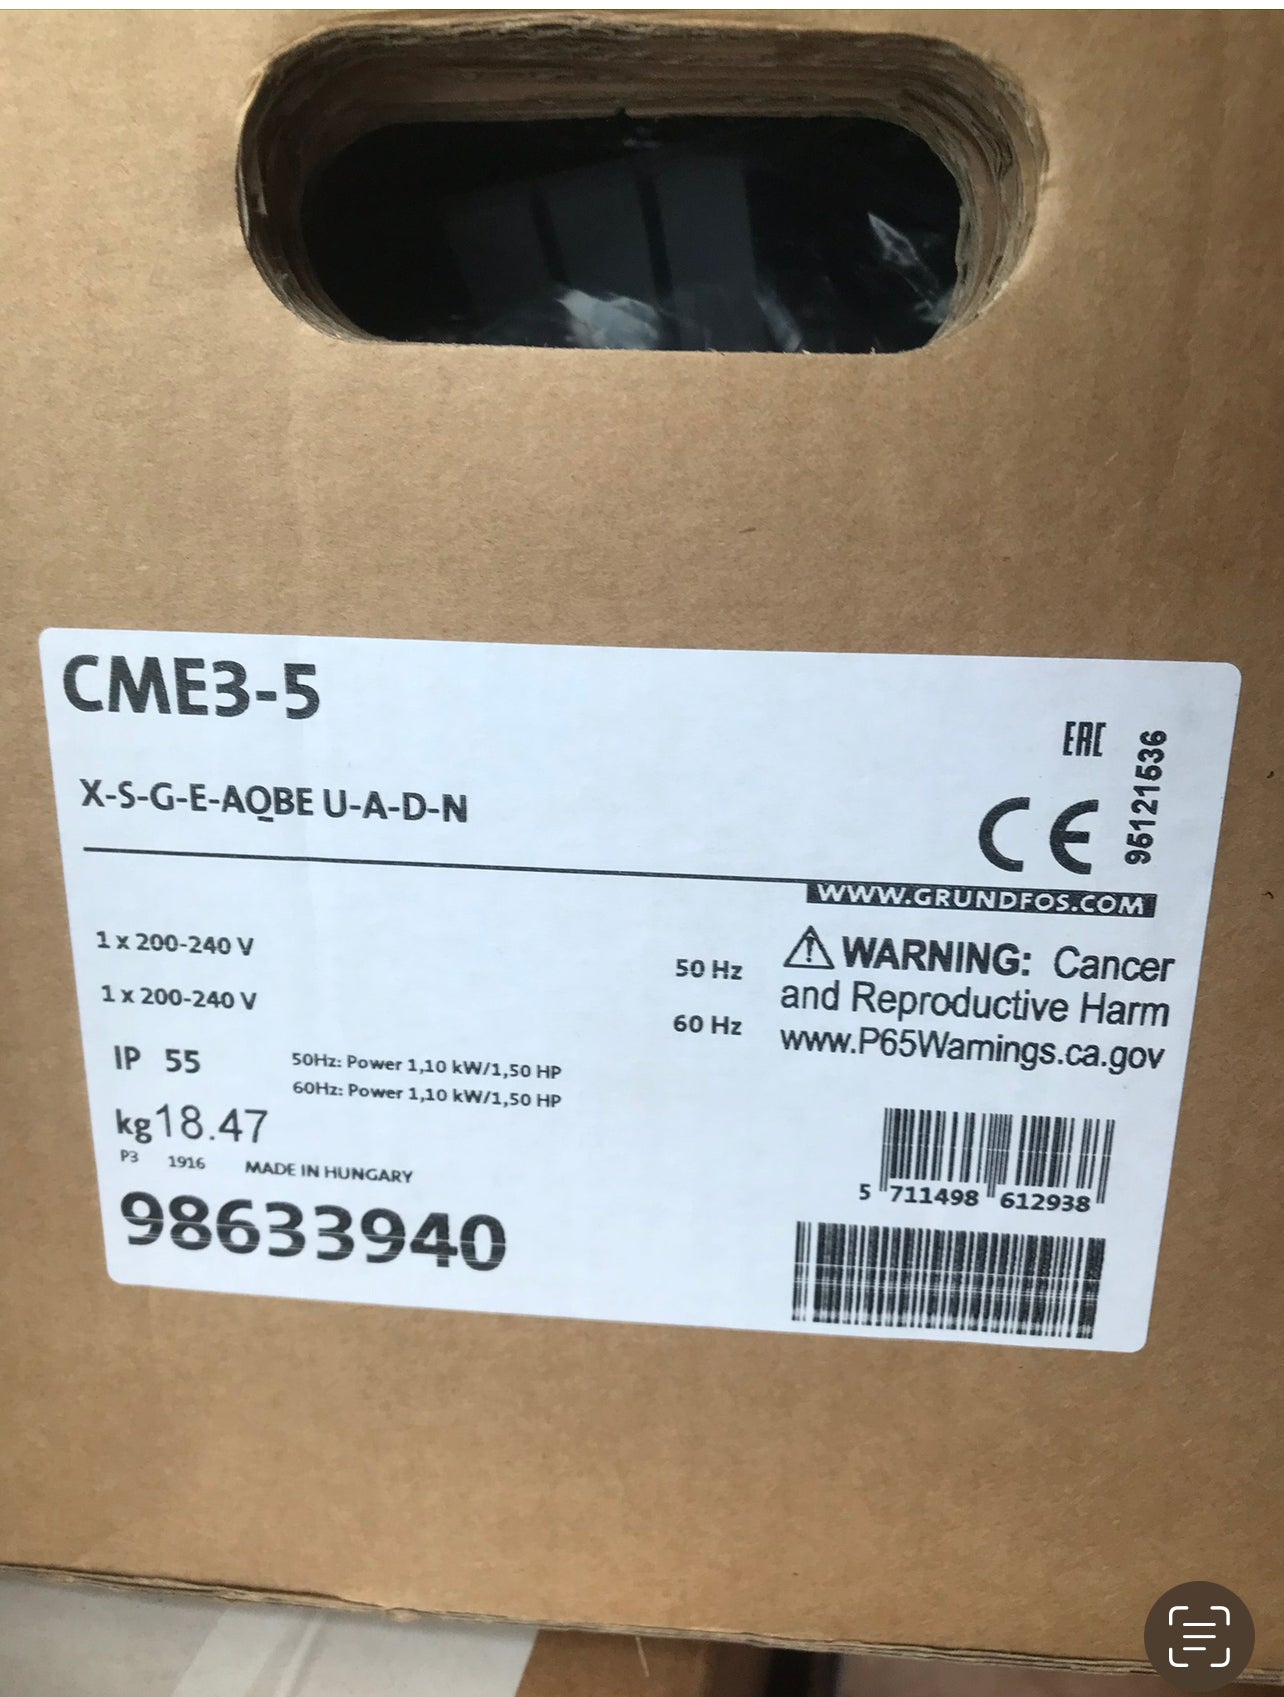 CME3-5
X-S-G-E-AQBE U-A-D-N
EAC
CE
95121536
WWW.GRUNDFOS.COM
1 x 200-240 V 50 Hz
1 x 200-240 V 60 Hz
WARNING: Cancer
and Reproductive Harm
www.P65Warnings.ca.gov
IP 55
50Hz: Power 1,10 kW/1,50 HP
60Hz: Power 1,10 kW/1,50 HP
kg 18.47
P3 1916 MADE IN HUNGARY
98633940
5 711498 612938